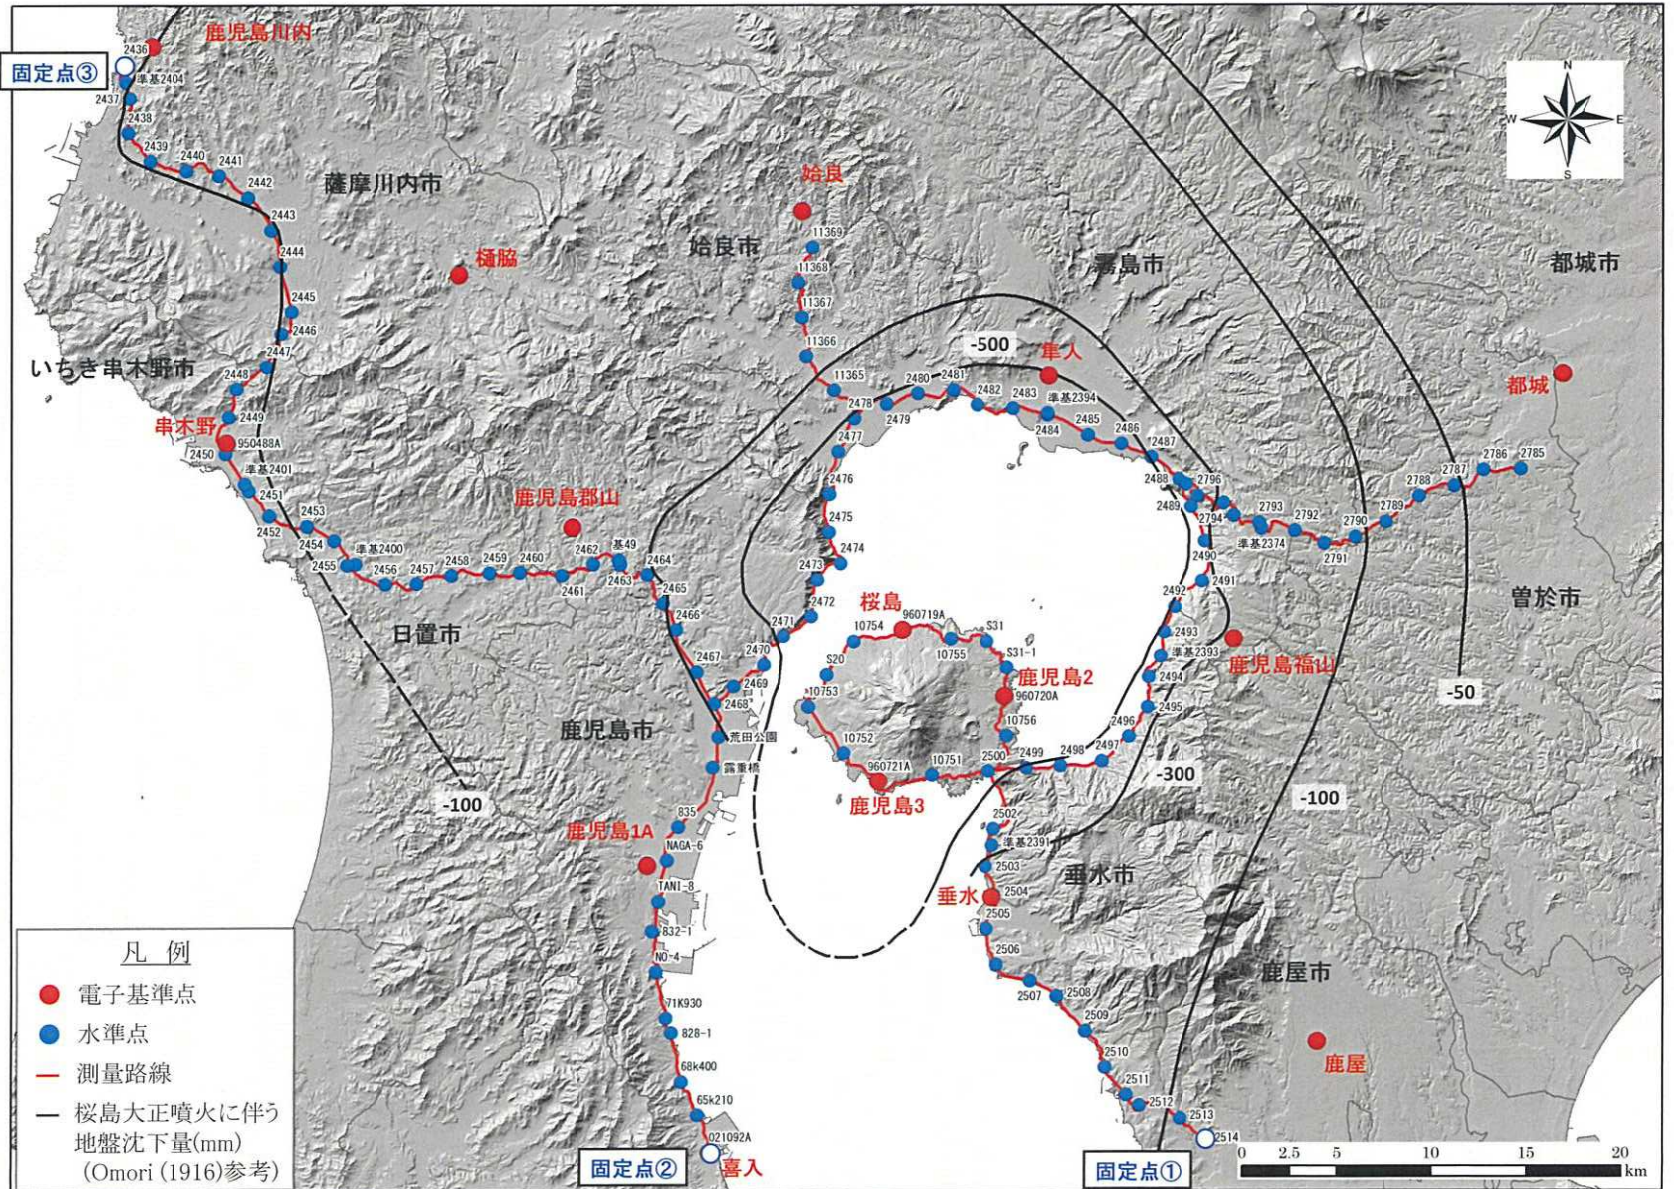 鹿児島川内
2436
固定点③
準基2404
2437
2438
2439
2440
2441
2442
2443
2444
2445
2446
2447
2448
2449
薩摩川内市
樋脇
いちき串木野市
串木野
950488A
2450
準基2401
2451
2452
2453
2454
準基2400
2455
2456
2457
2458
2459
2460
2461
2462
基49
2463
2464
2465
2466
2467
2468
2469
2470
2471
2472
2473
2474
2475
2476
2477
2478
2479
2480
2481
2482
2483
準基2394
2484
2485
2486
2487
2488
2489
2490
2491
2492
2493
準基2393
2494
2495
2496
2497
2498
2499
2500
始良
11369
11368
11367
11366
11365
始良市
霧島市
隼人
-500
都城市
都城
2796
2794
2793
準基2374
2792
2791
2790
2789
2788
2787
2786
2785
曽於市
-50
鹿児島福山
鹿児島郡山
日置市
鹿児島市
荒田公園
露重橋
-100
鹿児島1A
835
NAGA-6
TANI-8
832-1
NO-4
71K930
828-1
68k400
65k210
021092A
喜入
固定点②
桜島
960719A
10754
10755
S31
S31-1
S20
鹿児島2
960720A
10753
10756
10752
960721A
10751
鹿児島3
-300
-100
2502
準基2391
2503
垂水市
垂水
2504
2505
2506
2507
2508
2509
2510
2511
2512
2513
2514
鹿屋市
鹿屋
固定点①
N
W
E
S
凡 例
電子基準点
水準点
測量路線
桜島大正噴火に伴う
地盤沈下量(mm)
(Omori (1916)参考)
0 2.5 5 10 15 20
km